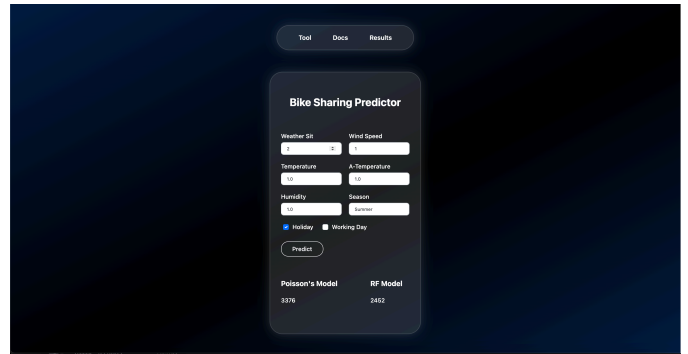 Tool Docs Results
Bike Sharing Predictor
Weather Sit Wind Speed
2 1
Temperature A-Temperature
1.0 1.0
Humidity Season
1.0 Summer
Holiday Working Day
Predict
Poisson's Model RF Model
3376 2452